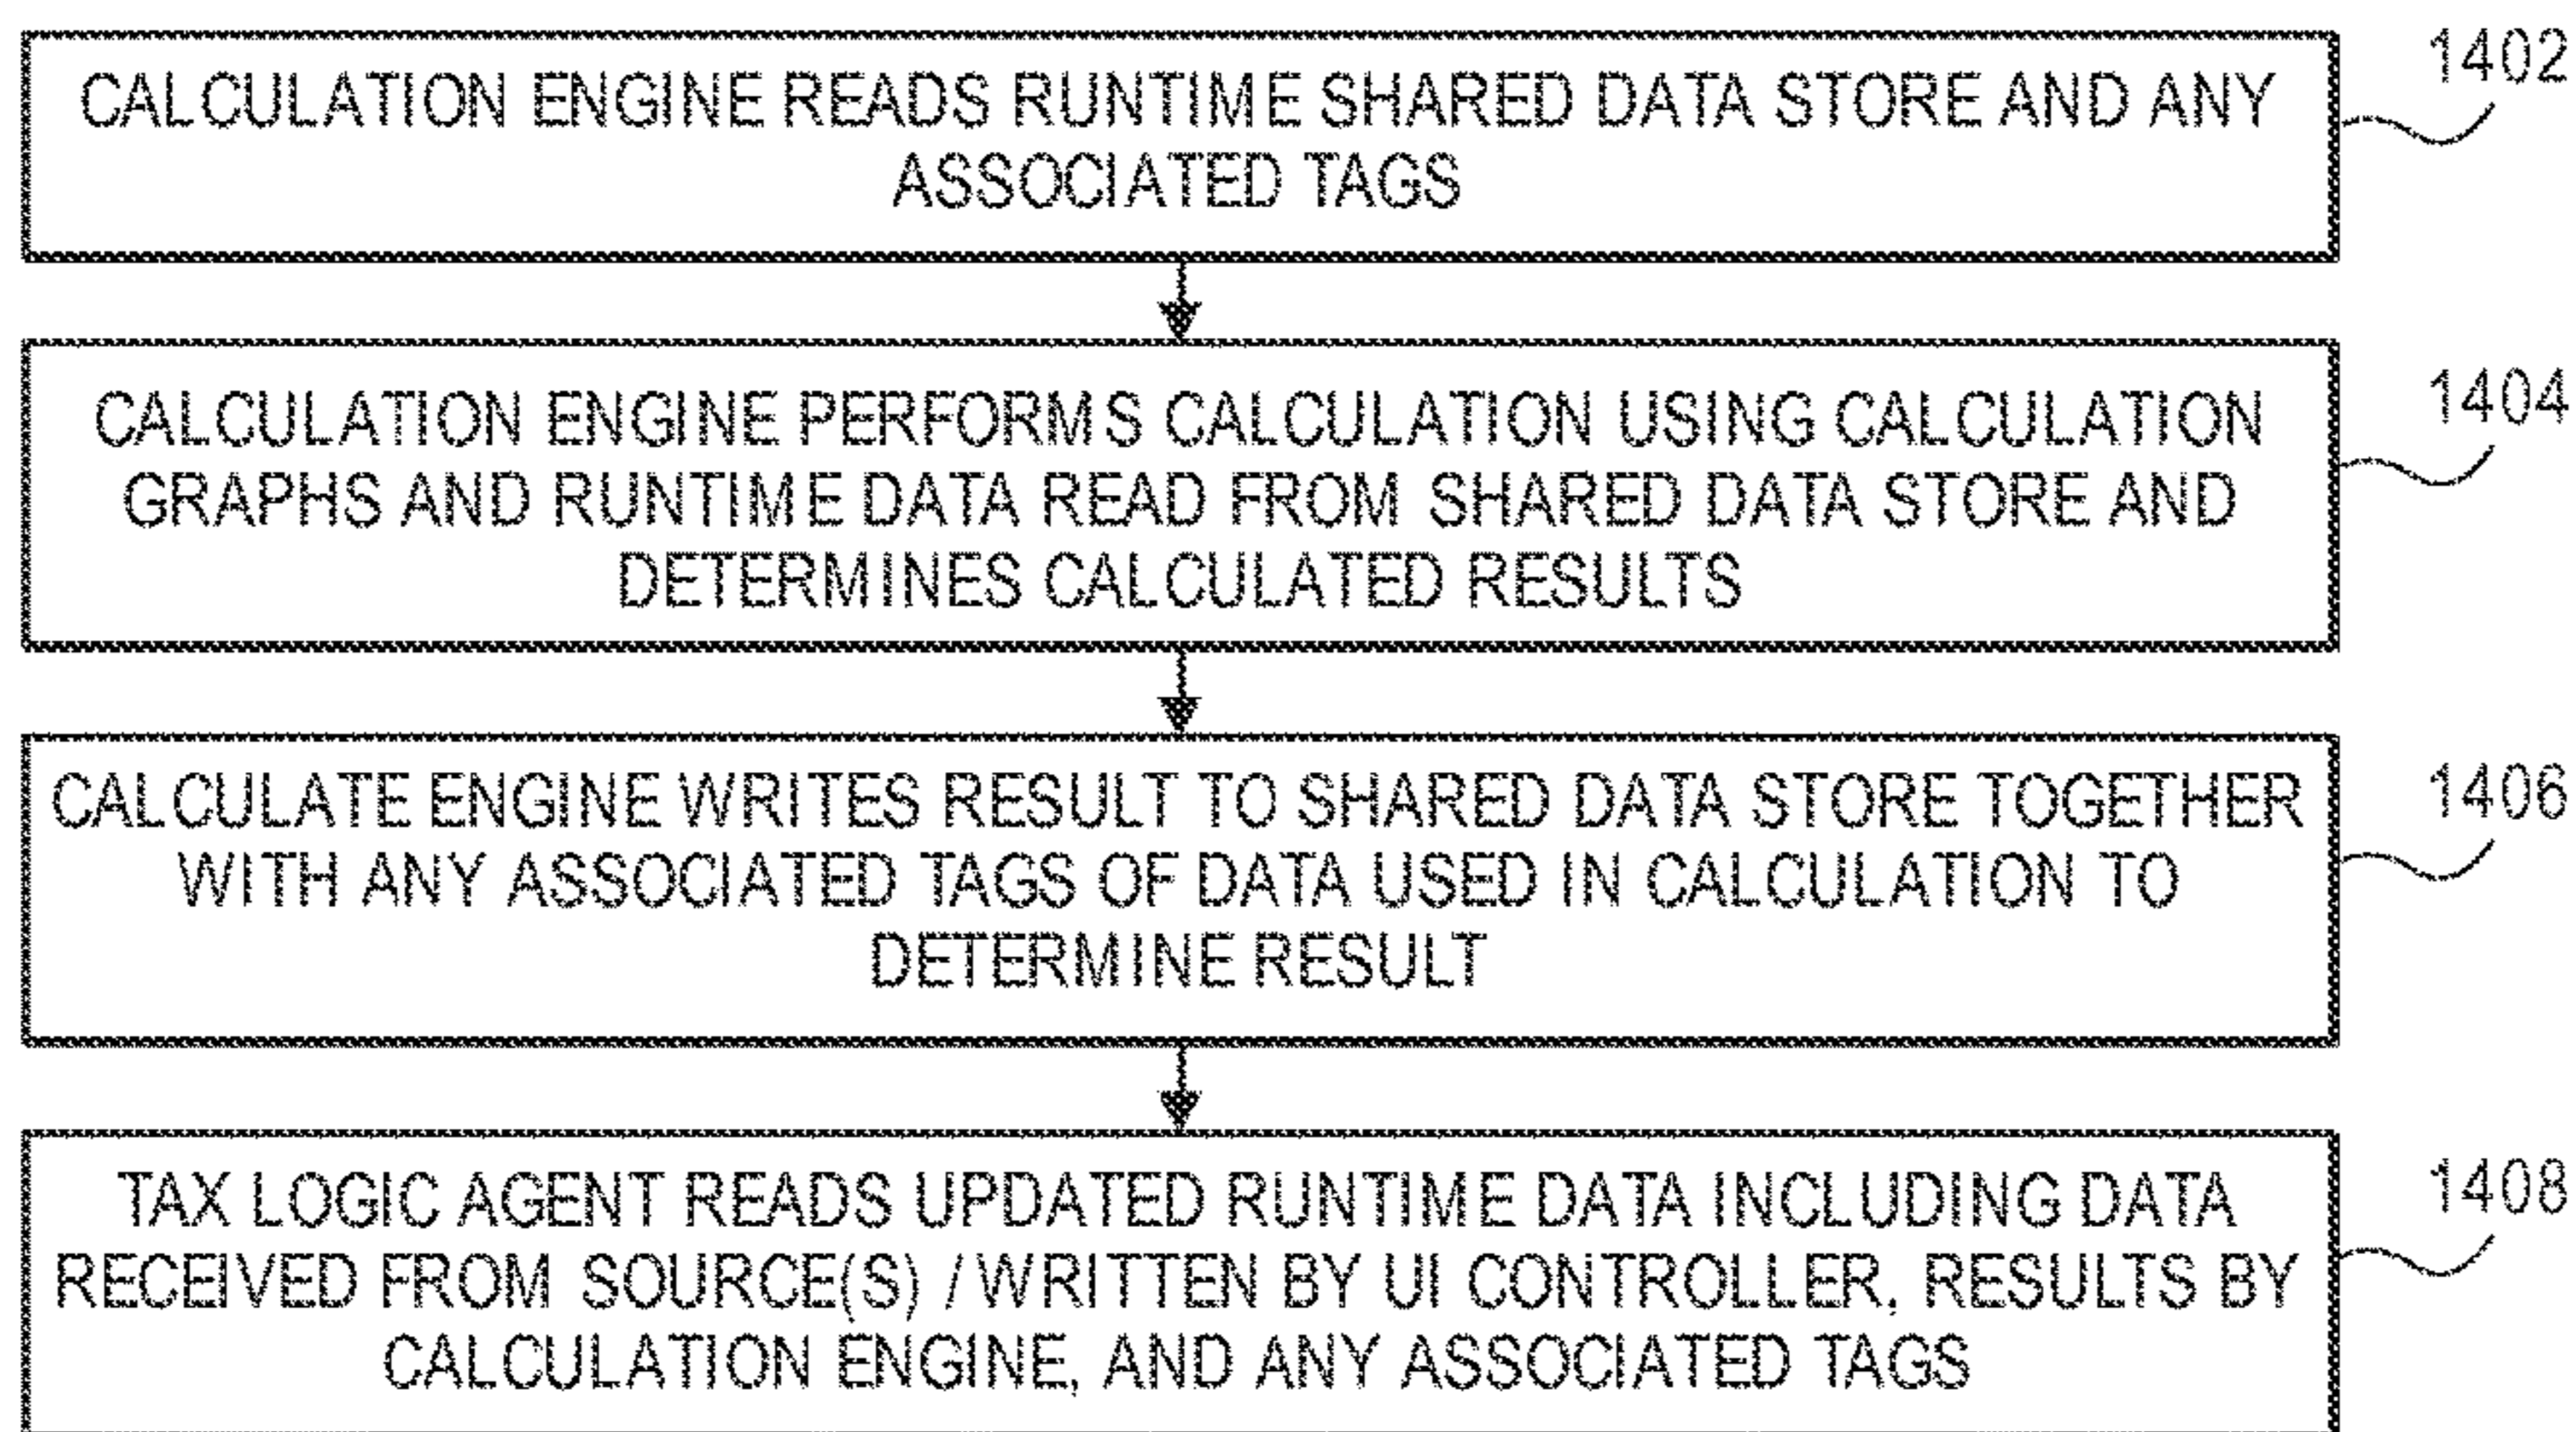 CALCULATION ENGINE READS RUNTIME SHARED DATA STORE AND ANY
ASSOCIATED TAGS
1402
CALCULATION ENGINE PERFORMS CALCULATION USING CALCULATION
GRAPHS AND RUNTIME DATA READ FROM SHARED DATA STORE AND
DETERMINES CALCULATED RESULTS
1404
CALCULATE ENGINE WRITES RESULT TO SHARED DATA STORE TOGETHER
WITH ANY ASSOCIATED TAGS OF DATA USED IN CALCULATION TO
DETERMINE RESULT
1406
TAX LOGIC AGENT READS UPDATED RUNTIME DATA INCLUDING DATA
RECEIVED FROM SOURCE(S) / WRITTEN BY UI CONTROLLER, RESULTS BY
CALCULATION ENGINE, AND ANY ASSOCIATED TAGS
1408